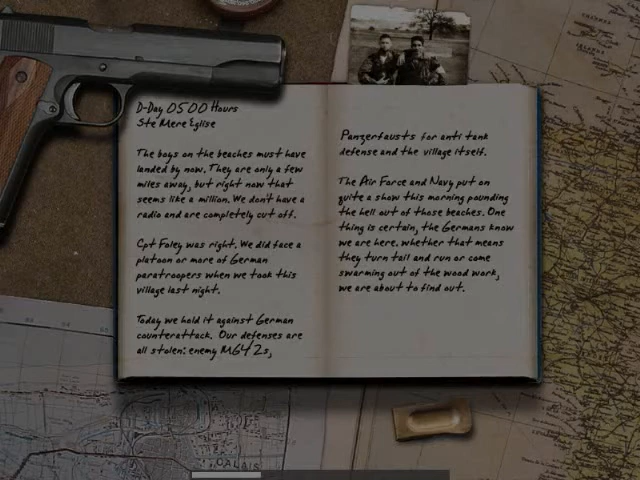 D-Day 0500 Hours
Ste Mere Eglise
The boys on the beaches must have
landed by now. They are only a few
miles away, but right now that
seems like a million. We don't have a
radio and are completely cut off.
Cpt Foley was right. We did face a
platoon or more of German
paratroopers when we took this
village last night.
Today we hold it against German
counterattack. Our defenses are
all stolen: enemy MG42s,
Panzerfausts for anti tank
defense and the village itself.
The Air Force and Navy put on
quite a show this morning pounding
the hell out of those beaches. One
thing is certain, the Germans know
we are here. whether that means
they turn tail and run or come
swarming out of the wood work,
we are about to find out.
CALAIS